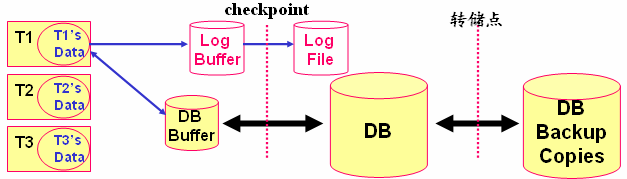 checkpoint
转储点
T1
T1's
Data
Log
Buffer
Log
File
T2
T2's
Data
DB
Buffer
DB
DB
Backup
Copies
T3
T3's
Data